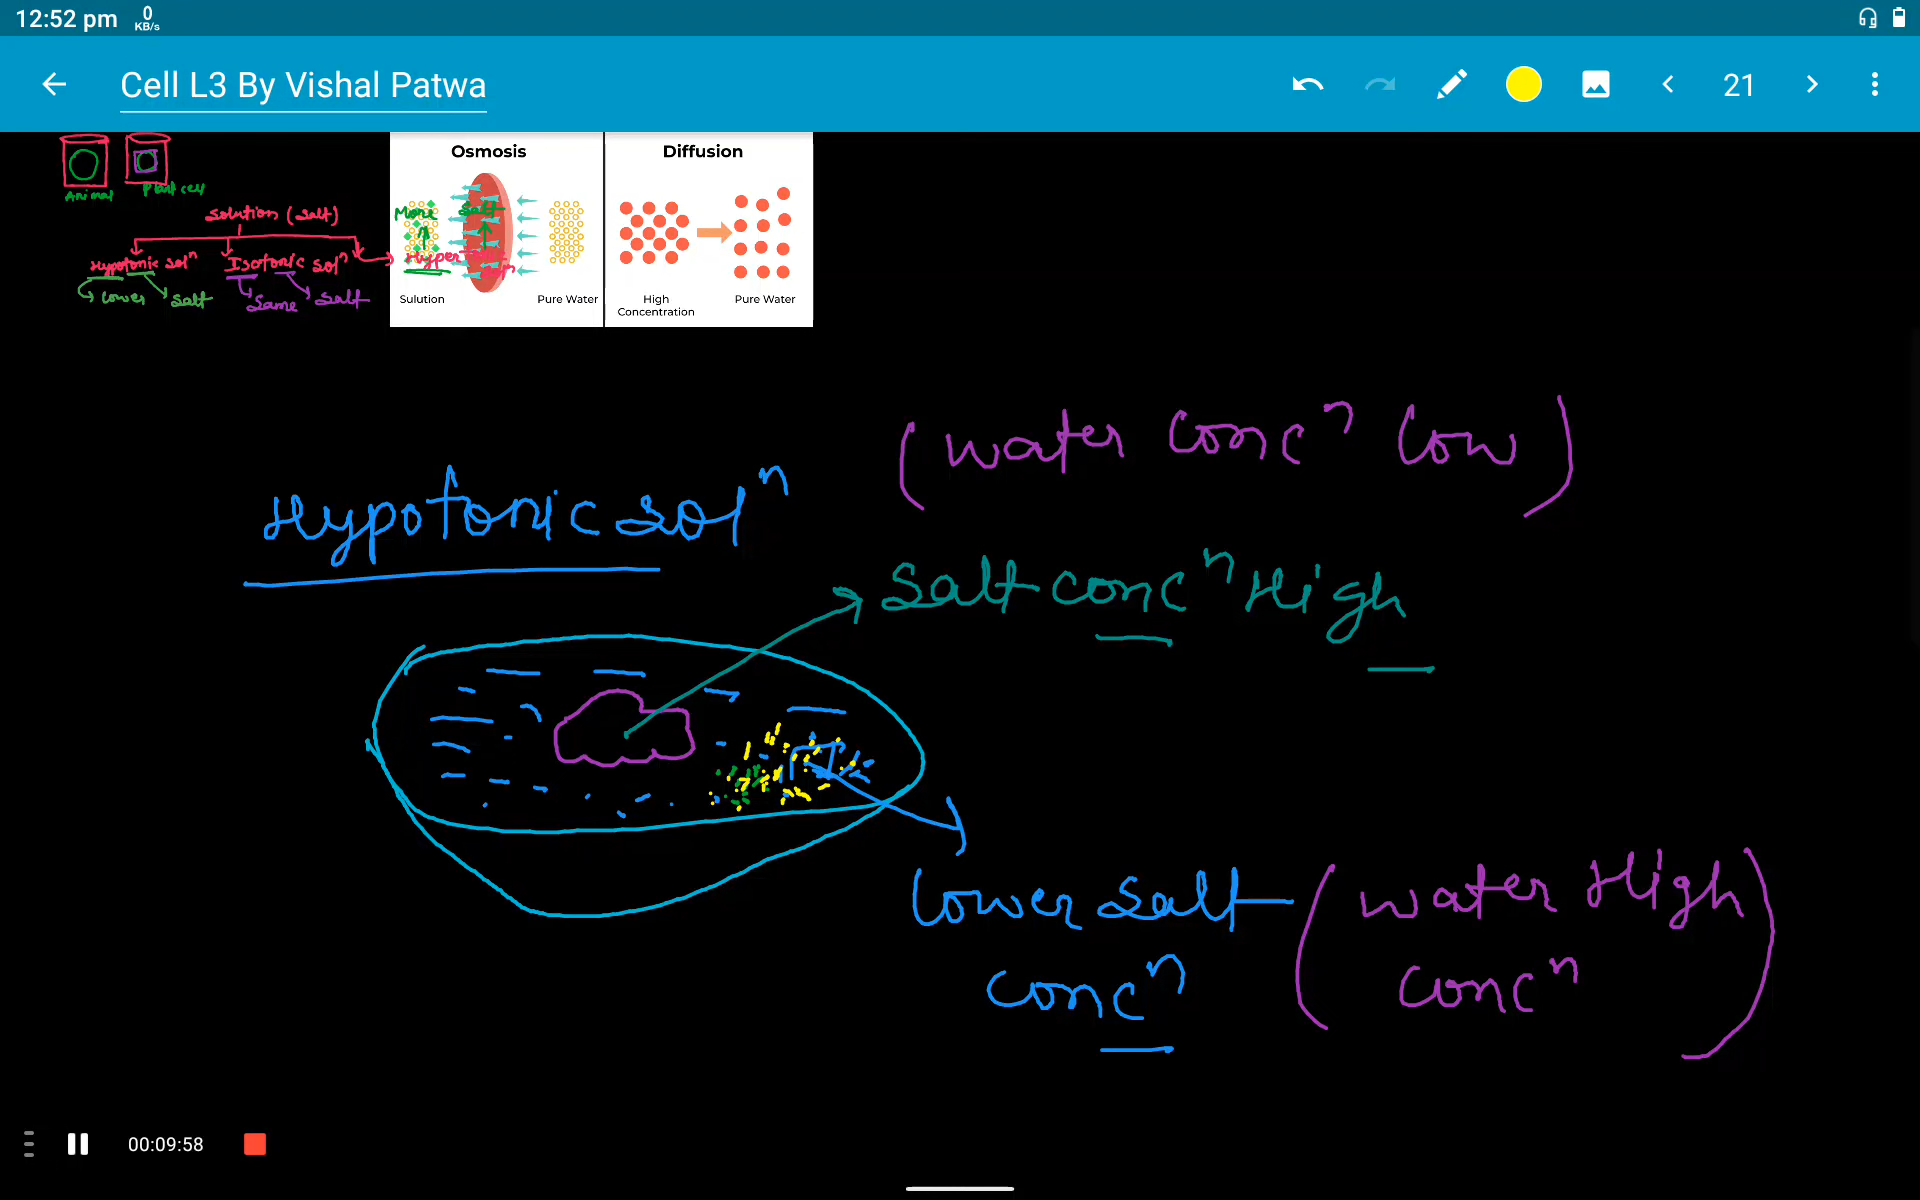 12:52 pm
0
KB/s
Cell L3 By Vishal Patwa
21
Animal
Plant cell
Solution (salt)
Hypotonic solⁿ
Isotonic solⁿ
Lower
salt
Same
salt
Osmosis
More
salt
Hyper
Sulution
Pure Water
Diffusion
High
Concentration
Pure Water
(water concⁿ Low)
Hypotonic solⁿ
Salt concⁿ High
Lower Salt
concⁿ
(water High
concⁿ)
00:09:58